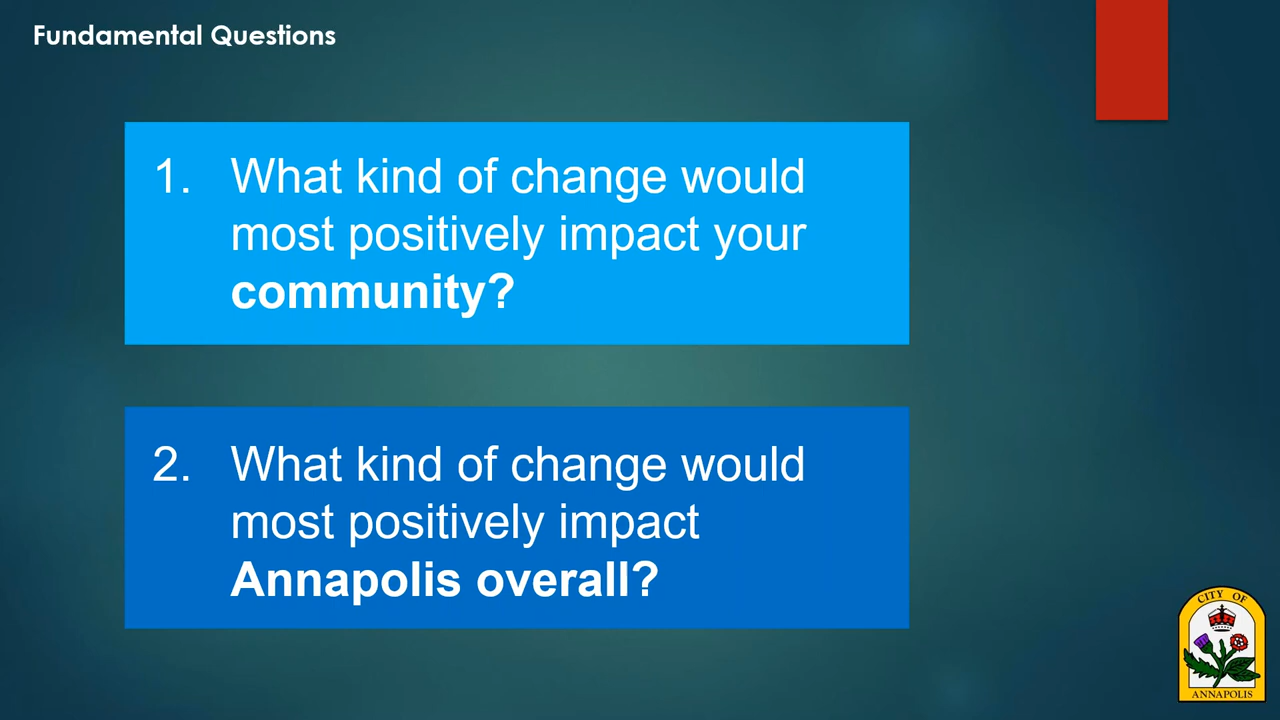 Fundamental Questions
1. What kind of change would
most positively impact your
community?
2. What kind of change would
most positively impact
Annapolis overall?
CITY OF
ANNAPOLIS